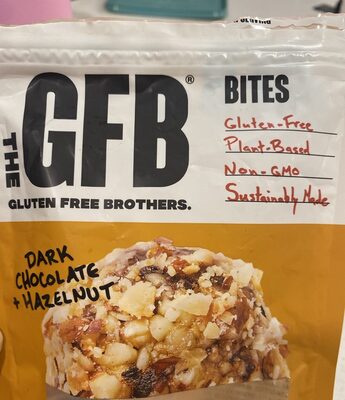 THE
GFB®
GLUTEN FREE BROTHERS.
BITES
Gluten-Free
Plant-Based
Non-GMO
Sustainably Made
DARK
CHOCOLATE
+ HAZELNUT